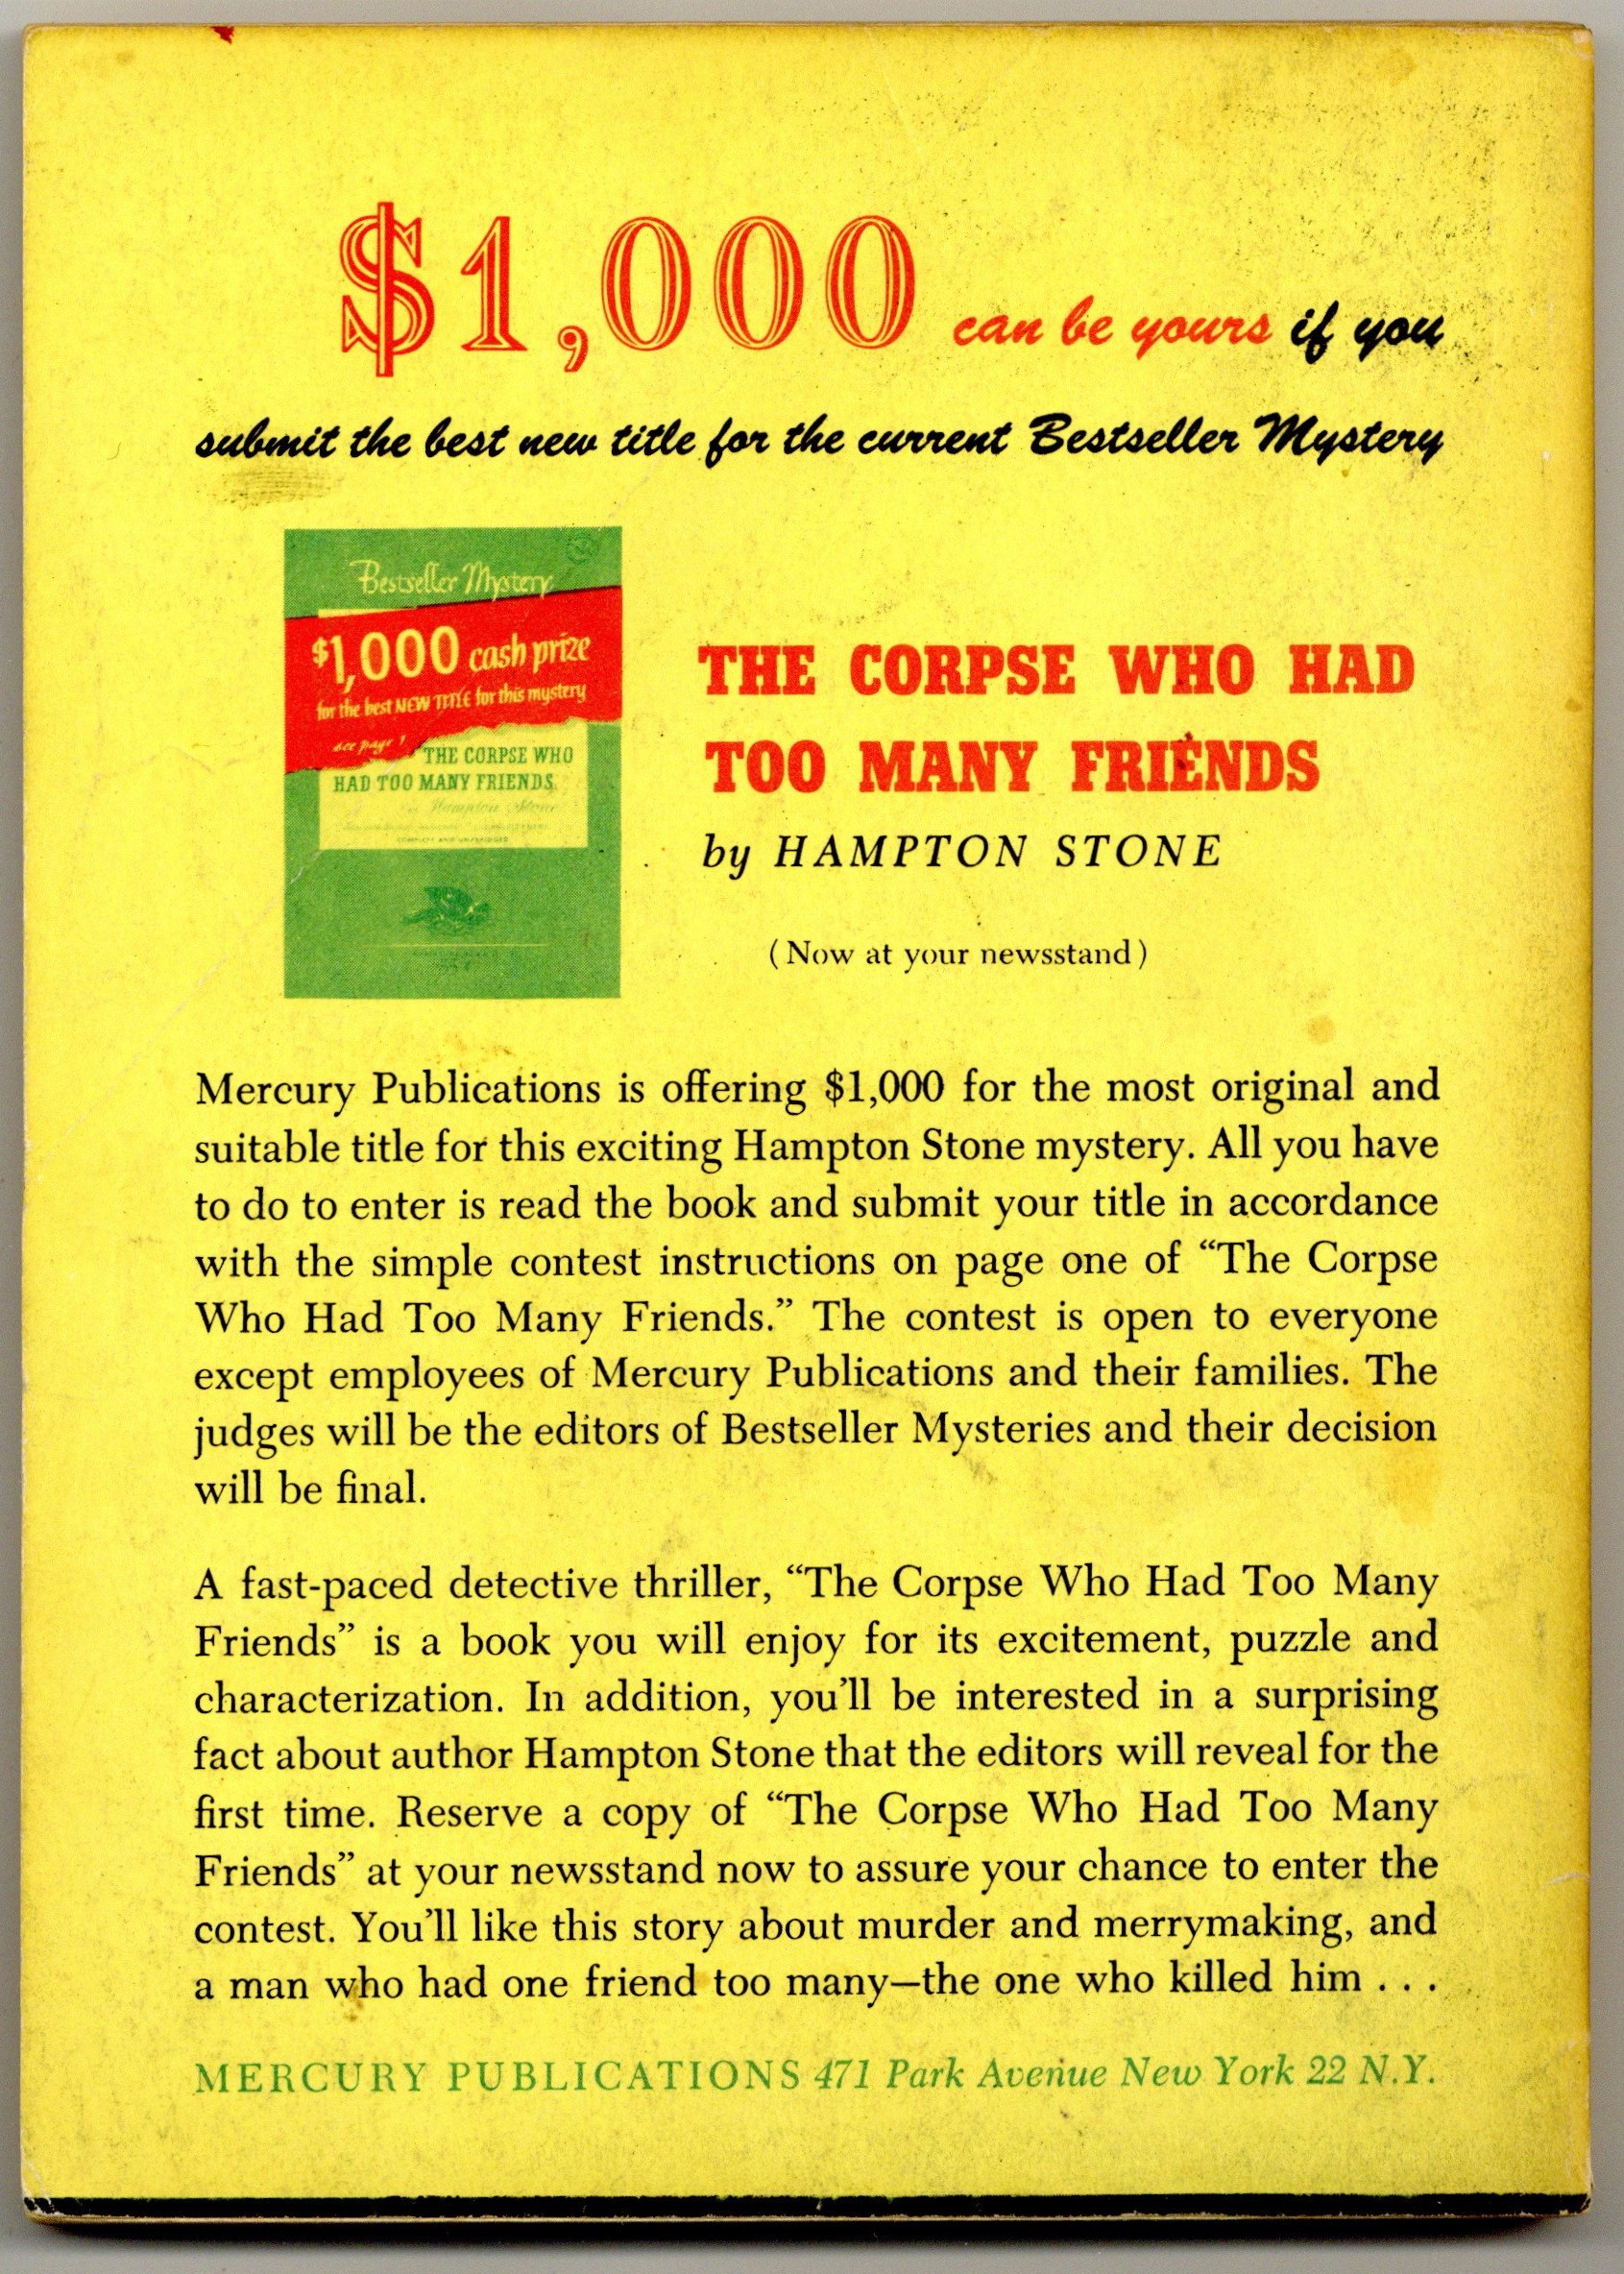 $1,000 can be yours if you
submit the best new title for the current Bestseller Mystery
Bestseller Mystery
$1,000 cash prize
for the best NEW TITLE for this mystery
see page 1
THE CORPSE WHO
HAD TOO MANY FRIENDS
Hampton Stone
COMPLETE AND UNABRIDGED
THE CORPSE WHO HAD
TOO MANY FRIENDS
by HAMPTON STONE
(Now at your newsstand)
Mercury Publications is offering $1,000 for the most original and
suitable title for this exciting Hampton Stone mystery. All you have
to do to enter is read the book and submit your title in accordance
with the simple contest instructions on page one of “The Corpse
Who Had Too Many Friends.” The contest is open to everyone
except employees of Mercury Publications and their families. The
judges will be the editors of Bestseller Mysteries and their decision
will be final.
A fast-paced detective thriller, “The Corpse Who Had Too Many
Friends” is a book you will enjoy for its excitement, puzzle and
characterization. In addition, you’ll be interested in a surprising
fact about author Hampton Stone that the editors will reveal for the
first time. Reserve a copy of “The Corpse Who Had Too Many
Friends” at your newsstand now to assure your chance to enter the
contest. You’ll like this story about murder and merrymaking, and
a man who had one friend too many—the one who killed him . . .
MERCURY PUBLICATIONS 471 Park Avenue New York 22 N.Y.